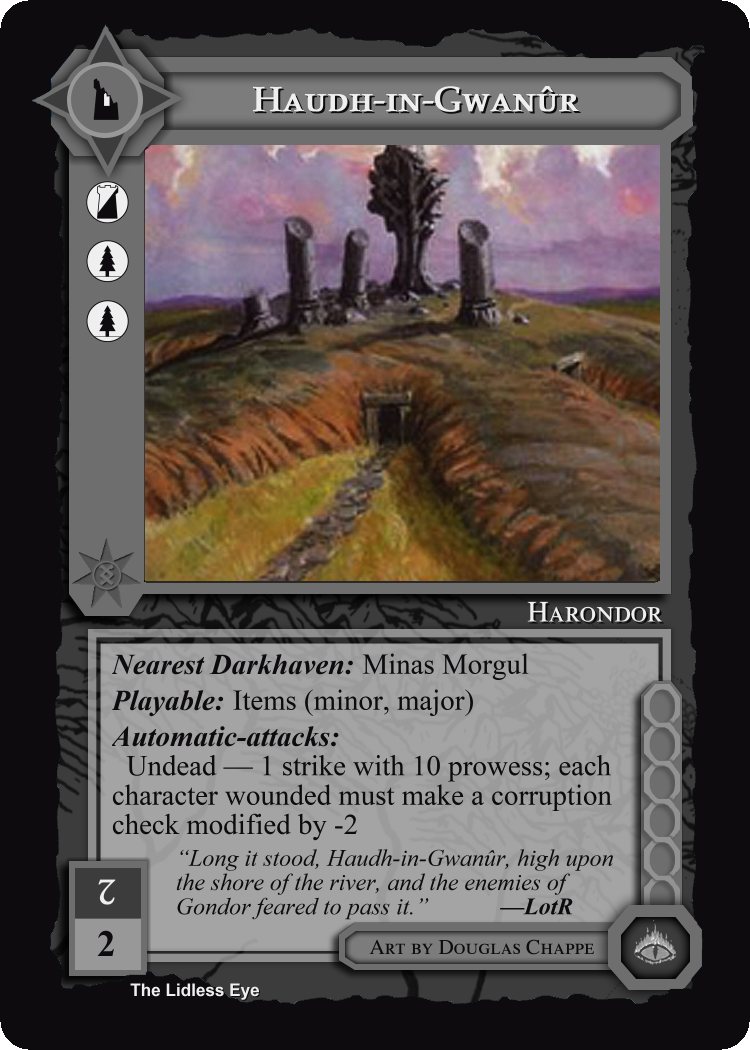 Haudh-in-Gwanûr
Harondor
Nearest Darkhaven: Minas Morgul
Playable: Items (minor, major)
Automatic-attacks:
Undead — 1 strike with 10 prowess; each
character wounded must make a corruption
check modified by -2
“Long it stood, Haudh-in-Gwanûr, high upon
the shore of the river, and the enemies of
Gondor feared to pass it.” —LotR
2
2
Art by Douglas Chappe
The Lidless Eye